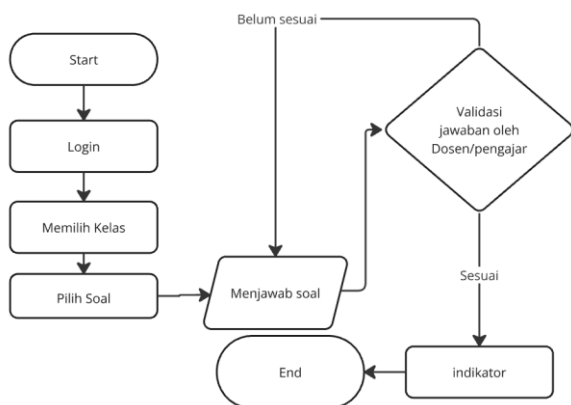 Start
Login
Memilih Kelas
Pilih Soal
Menjawab soal
Validasi
jawaban oleh
Dosen/pengajar
Belum sesuai
Sesuai
indikator
End